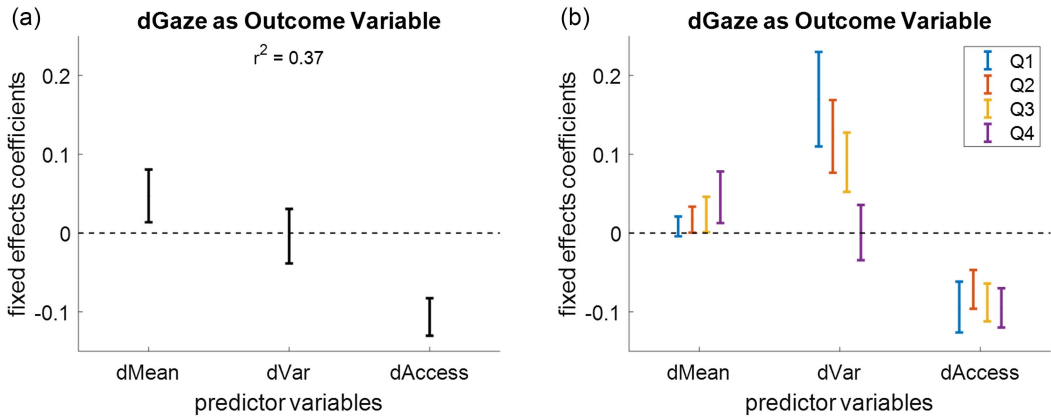 (a)
dGaze as Outcome Variable
r² = 0.37
fixed effects coefficients
0.2
0.1
0
-0.1
dMean dVar dAccess
predictor variables
(b)
dGaze as Outcome Variable
Q1
Q2
Q3
Q4
fixed effects coefficients
0.2
0.1
0
-0.1
dMean dVar dAccess
predictor variables